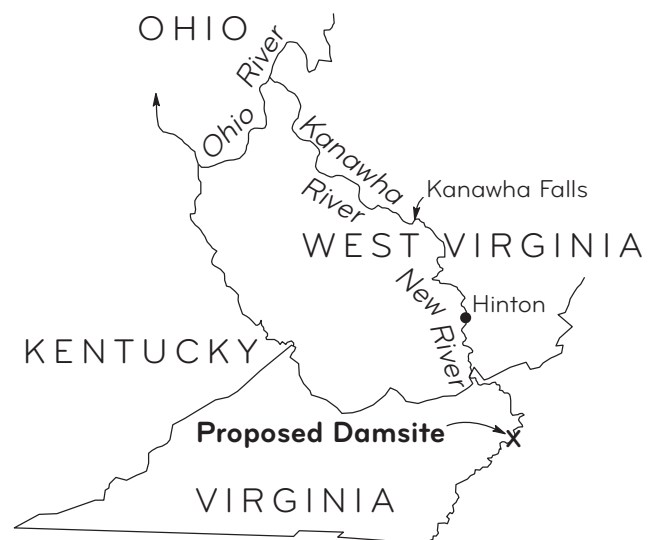 OHIO
Ohio River
Kanawha River
Kanawha Falls
WEST VIRGINIA
New River
Hinton
KENTUCKY
Proposed Damsite
X
VIRGINIA